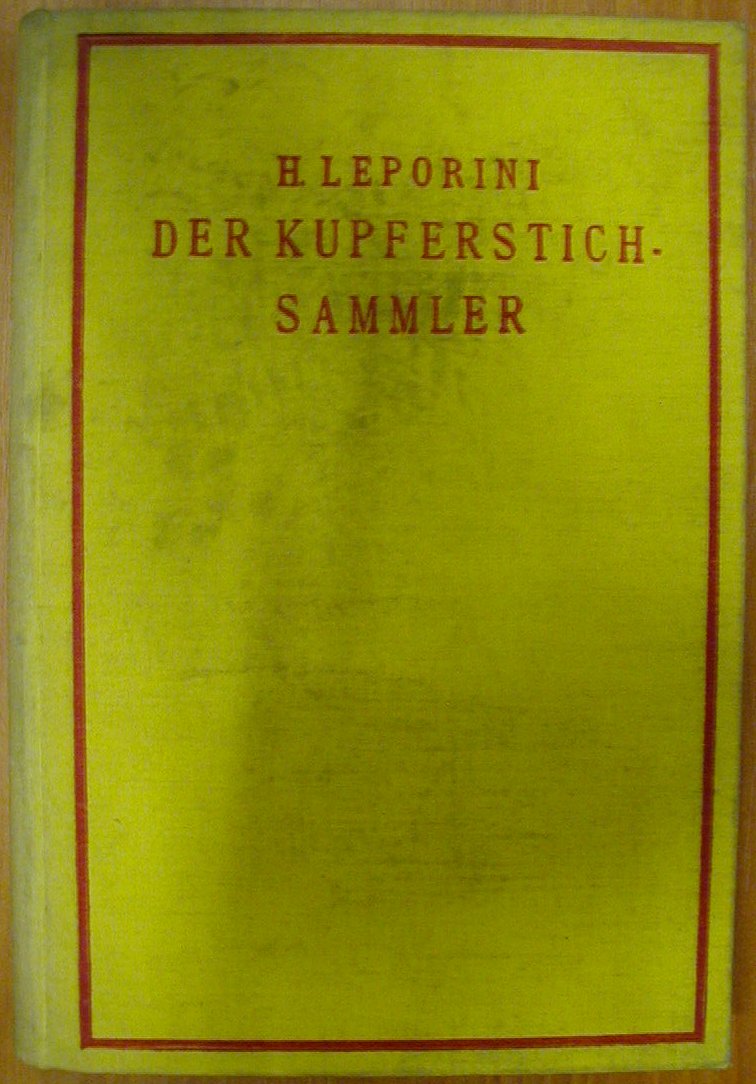 H. LEPORINI
DER KUPFERSTICH-
SAMMLER